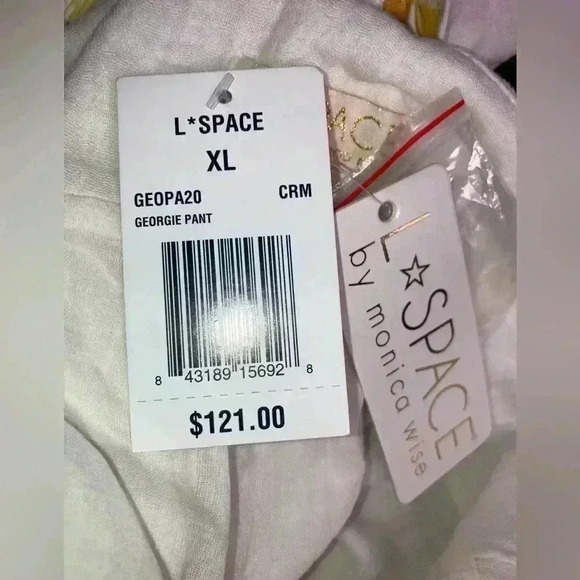 L*SPACE
XL
GEOPA20 CRM
GEORGIE PANT
8 43189 15692 8
$121.00
L☆SPACE
by monica wise